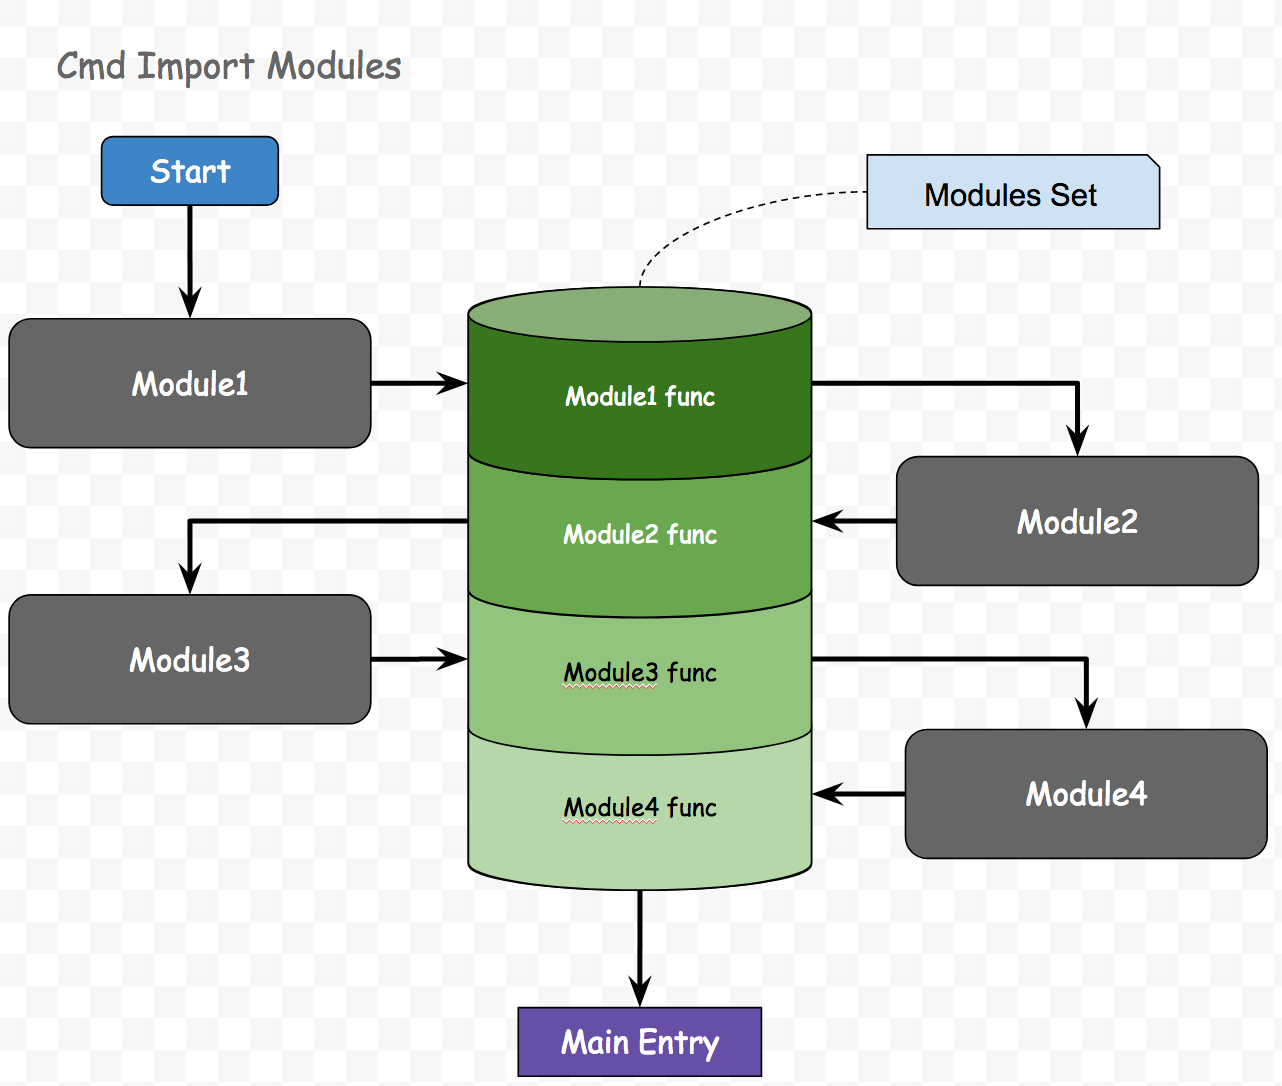 Cmd Import Modules
Start
Modules Set
Module1
Module1 func
Module2
Module2 func
Module3
Module3 func
Module4
Module4 func
Main Entry